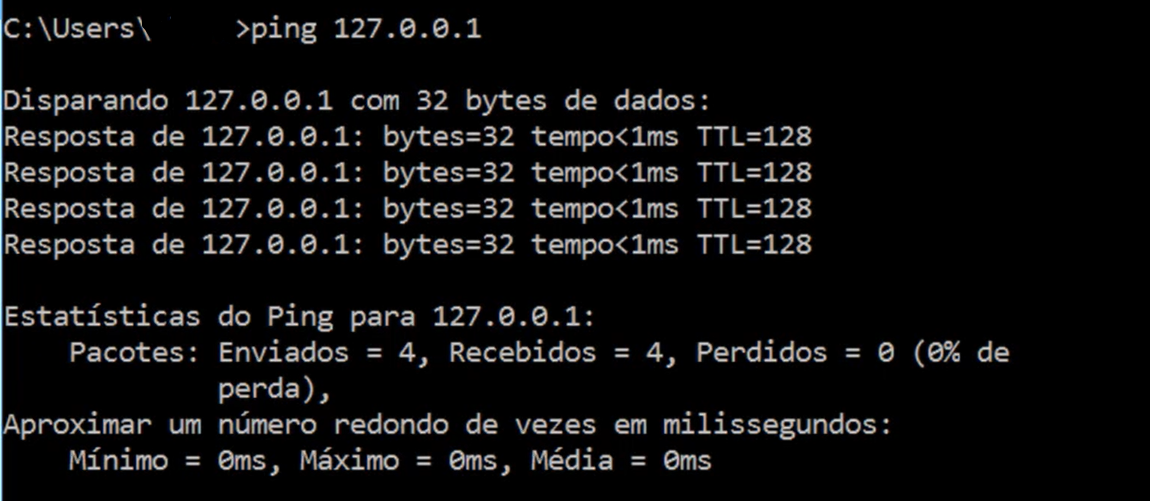 C:\Users\ >ping 127.0.0.1
Disparando 127.0.0.1 com 32 bytes de dados:
Resposta de 127.0.0.1: bytes=32 tempo<1ms TTL=128
Resposta de 127.0.0.1: bytes=32 tempo<1ms TTL=128
Resposta de 127.0.0.1: bytes=32 tempo<1ms TTL=128
Resposta de 127.0.0.1: bytes=32 tempo<1ms TTL=128
Estatísticas do Ping para 127.0.0.1:
Pacotes: Enviados = 4, Recebidos = 4, Perdidos = 0 (0% de
perda),
Aproximar um número redondo de vezes em milissegundos:
Mínimo = 0ms, Máximo = 0ms, Média = 0ms